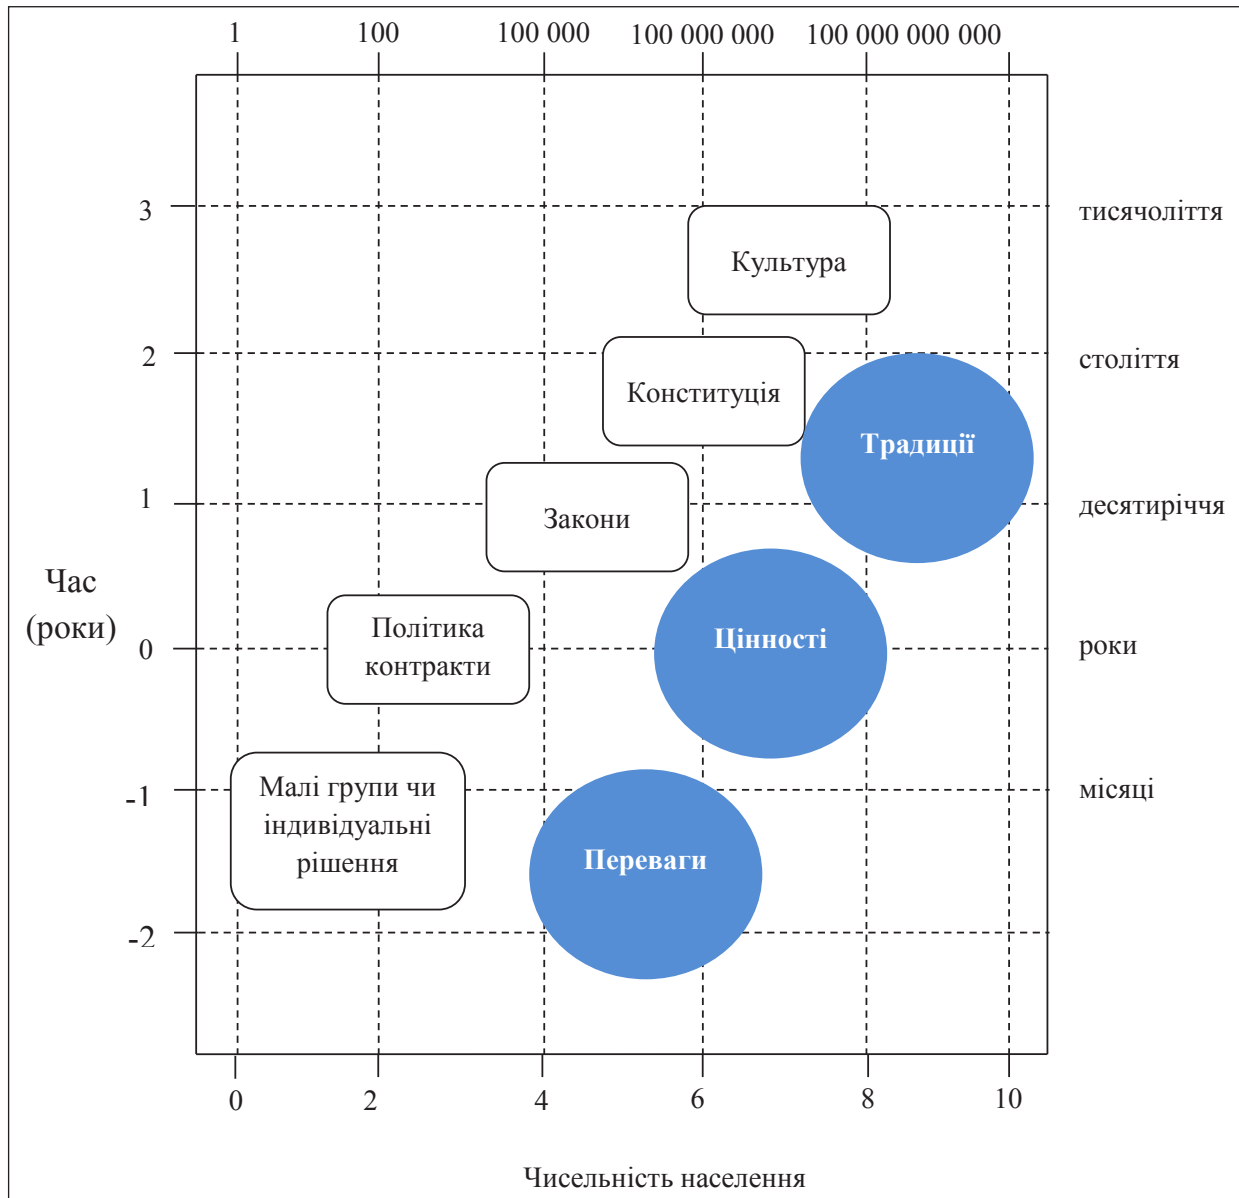 1 100 100 000 100 000 000 100 000 000 000
3 тисячоліття
Культура
2 століття
Конституція
Традиції
1 десятиріччя
Закони
Час
(роки)
Політика
контракти
Цінності
0 роки
Малі групи чи
індивідуальні
рішення
-1 місяці
Переваги
-2
0 2 4 6 8 10
Чисельність населення